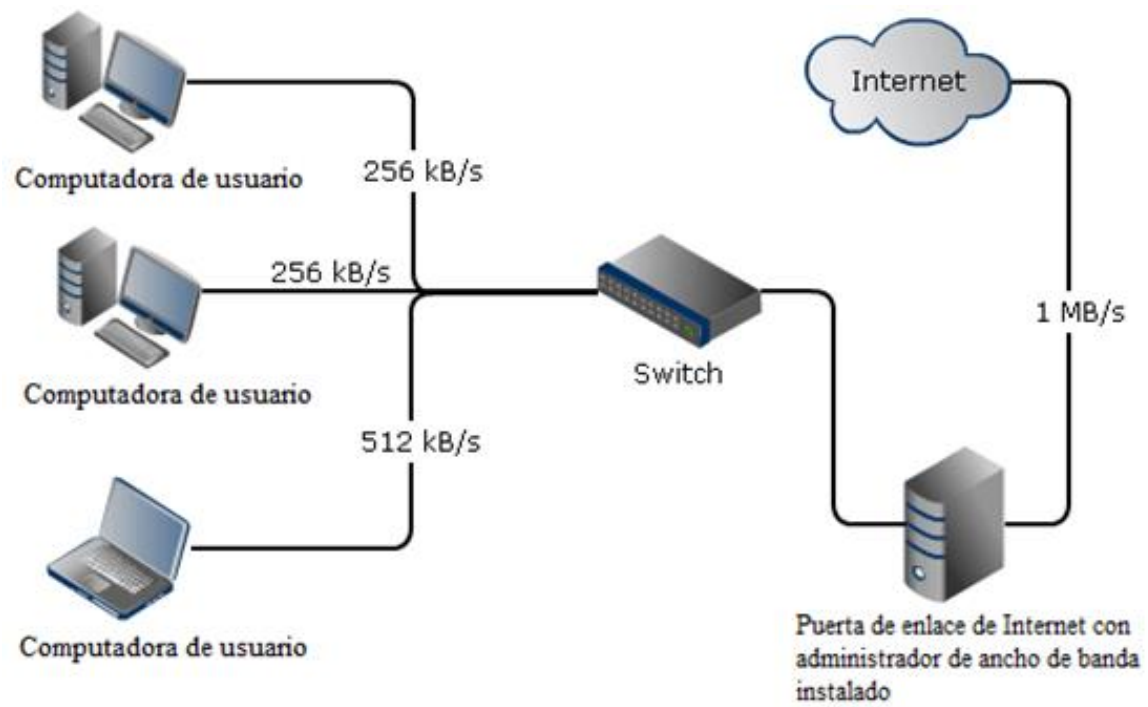 Internet
256 kB/s
Computadora de usuario
256 kB/s
1 MB/s
Switch
Computadora de usuario
512 kB/s
Computadora de usuario
Puerta de enlace de Internet con
administrador de ancho de banda
instalado